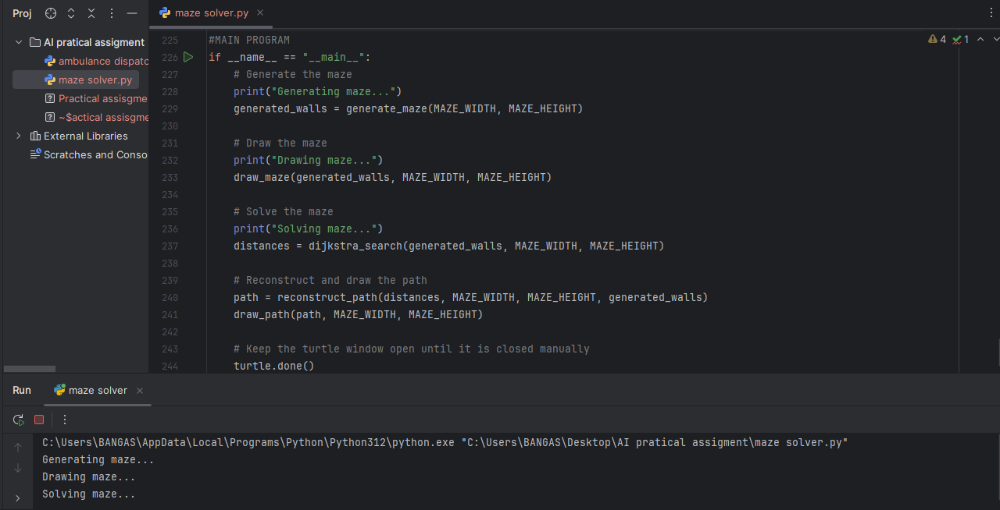 Proj
maze solver.py
AI pratical assigment
ambulance dispatc
maze solver.py
Practical assisgme
~$actical assisgme
External Libraries
Scratches and Conso
4 1
225 #MAIN PROGRAM
226 if __name__ == "__main__":
227 # Generate the maze
228 print("Generating maze...")
229 generated_walls = generate_maze(MAZE_WIDTH, MAZE_HEIGHT)
230
231 # Draw the maze
232 print("Drawing maze...")
233 draw_maze(generated_walls, MAZE_WIDTH, MAZE_HEIGHT)
234
235 # Solve the maze
236 print("Solving maze...")
237 distances = dijkstra_search(generated_walls, MAZE_WIDTH, MAZE_HEIGHT)
238
239 # Reconstruct and draw the path
240 path = reconstruct_path(distances, MAZE_WIDTH, MAZE_HEIGHT, generated_walls)
241 draw_path(path, MAZE_WIDTH, MAZE_HEIGHT)
242
243 # Keep the turtle window open until it is closed manually
244 turtle.done()
Run
maze solver
C:\Users\BANGAS\AppData\Local\Programs\Python\Python312\python.exe "C:\Users\BANGAS\Desktop\AI pratical assigment\maze solver.py"
Generating maze...
Drawing maze...
Solving maze...